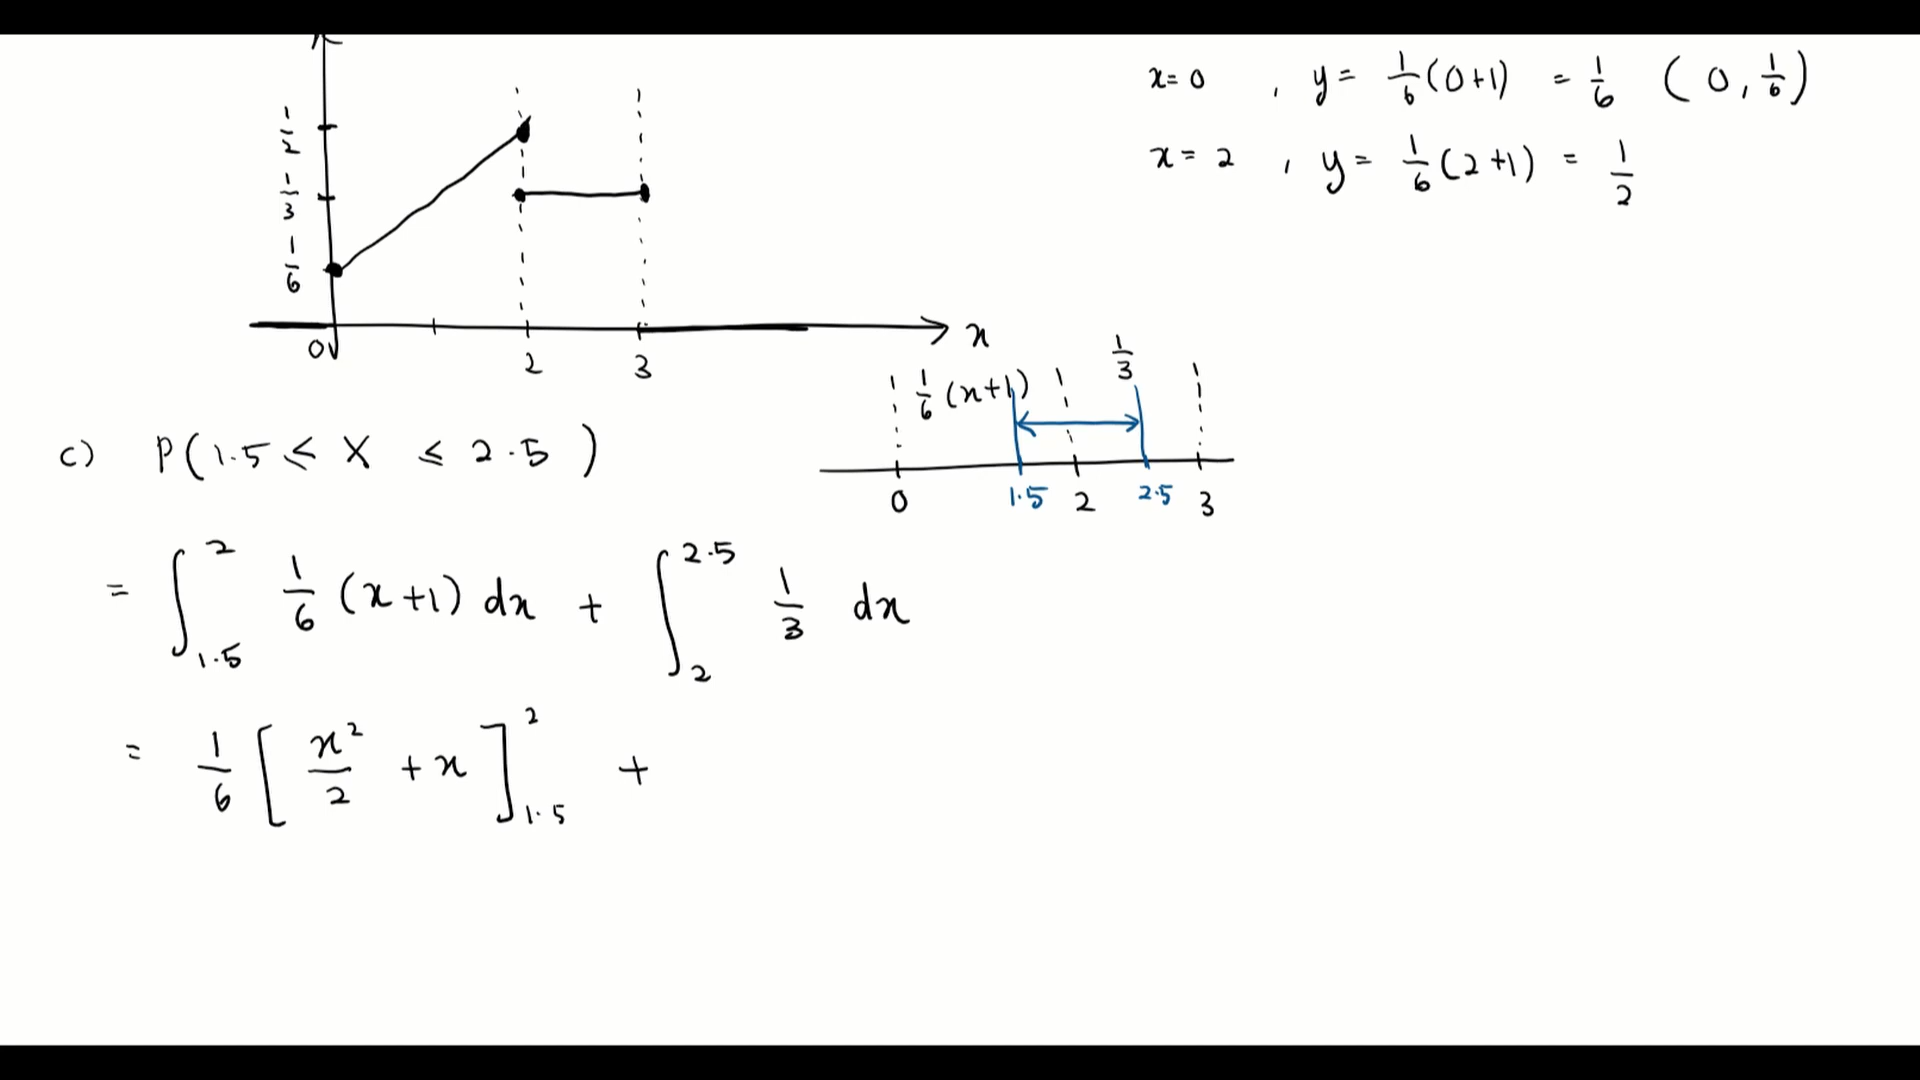 x=0 , y = 1/6 (0+1) = 1/6 (0, 1/6)
x = 2 , y = 1/6 (2+1) = 1/2
1/2
1/3
1/6
0
2 3
x
1/6 (x+1) 1/3
0 1.5 2 2.5 3
c) P(1.5 ≤ X ≤ 2.5)
= ∫_{1.5}^{2} 1/6 (x+1) dx + ∫_{2}^{2.5} 1/3 dx
= 1/6 [ x²/2 + x ]_{1.5}^{2} +